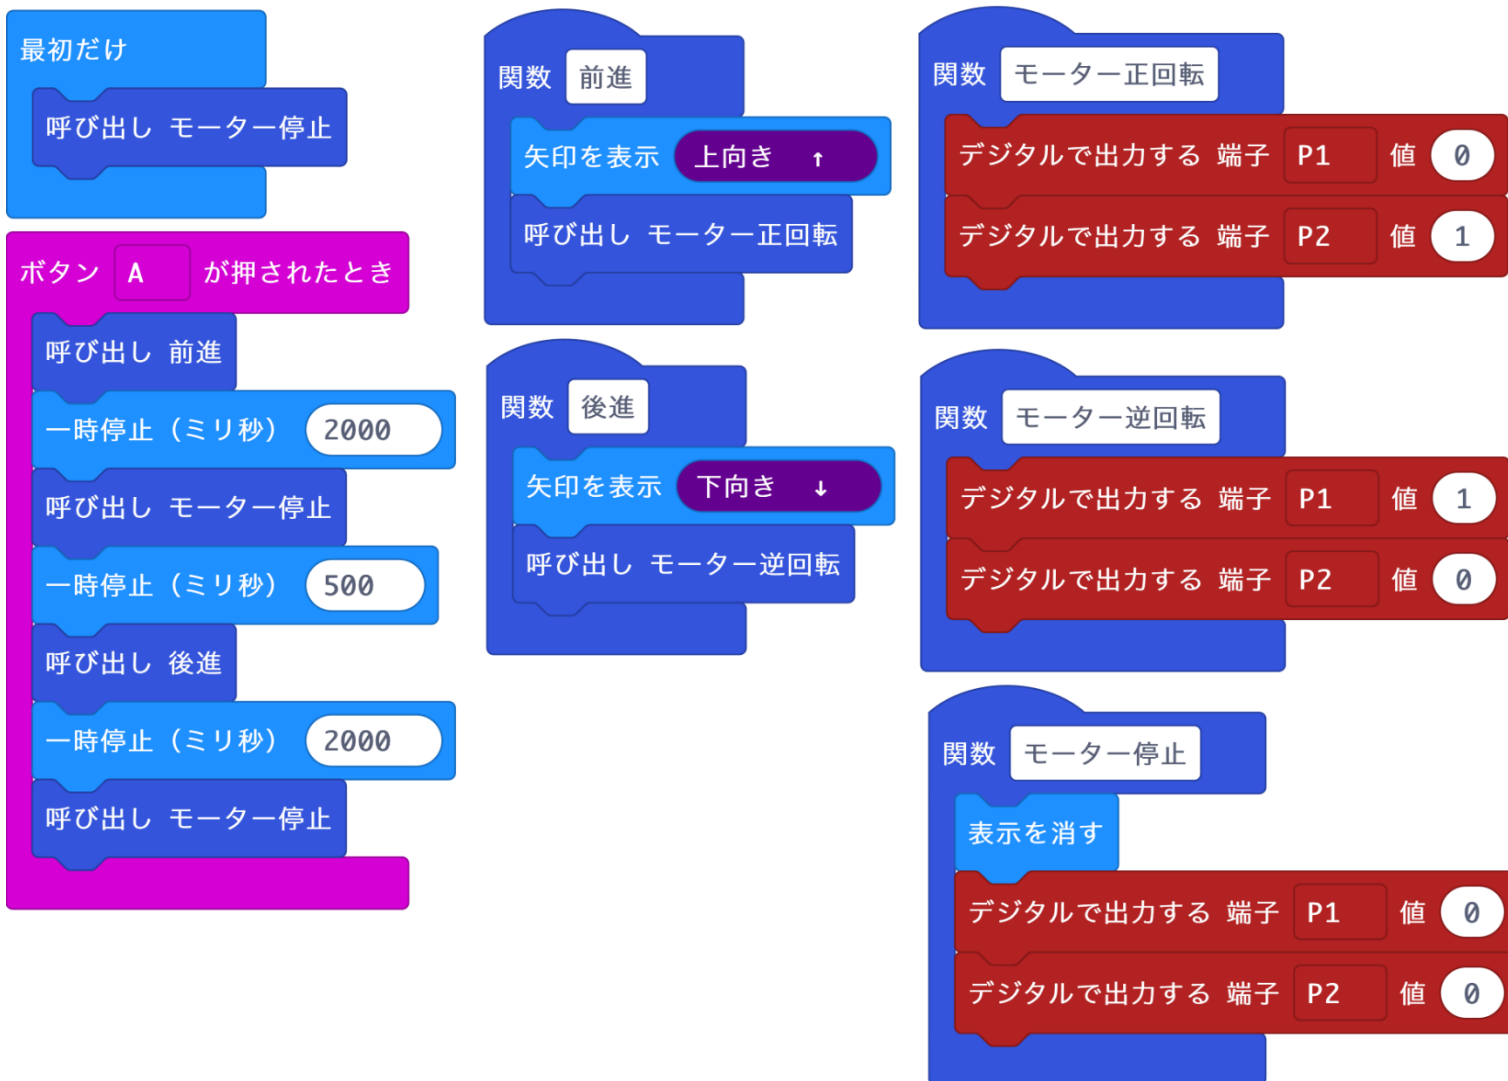 最初だけ
呼び出し モーター停止
ボタン A が押されたとき
呼び出し 前進
一時停止（ミリ秒） 2000
呼び出し モーター停止
一時停止（ミリ秒） 500
呼び出し 後進
一時停止（ミリ秒） 2000
呼び出し モーター停止
関数 前進
矢印を表示 上向き ↑
呼び出し モーター正回転
関数 後進
矢印を表示 下向き ↓
呼び出し モーター逆回転
関数 モーター正回転
デジタルで出力する 端子 P1 値 0
デジタルで出力する 端子 P2 値 1
関数 モーター逆回転
デジタルで出力する 端子 P1 値 1
デジタルで出力する 端子 P2 値 0
関数 モーター停止
表示を消す
デジタルで出力する 端子 P1 値 0
デジタルで出力する 端子 P2 値 0